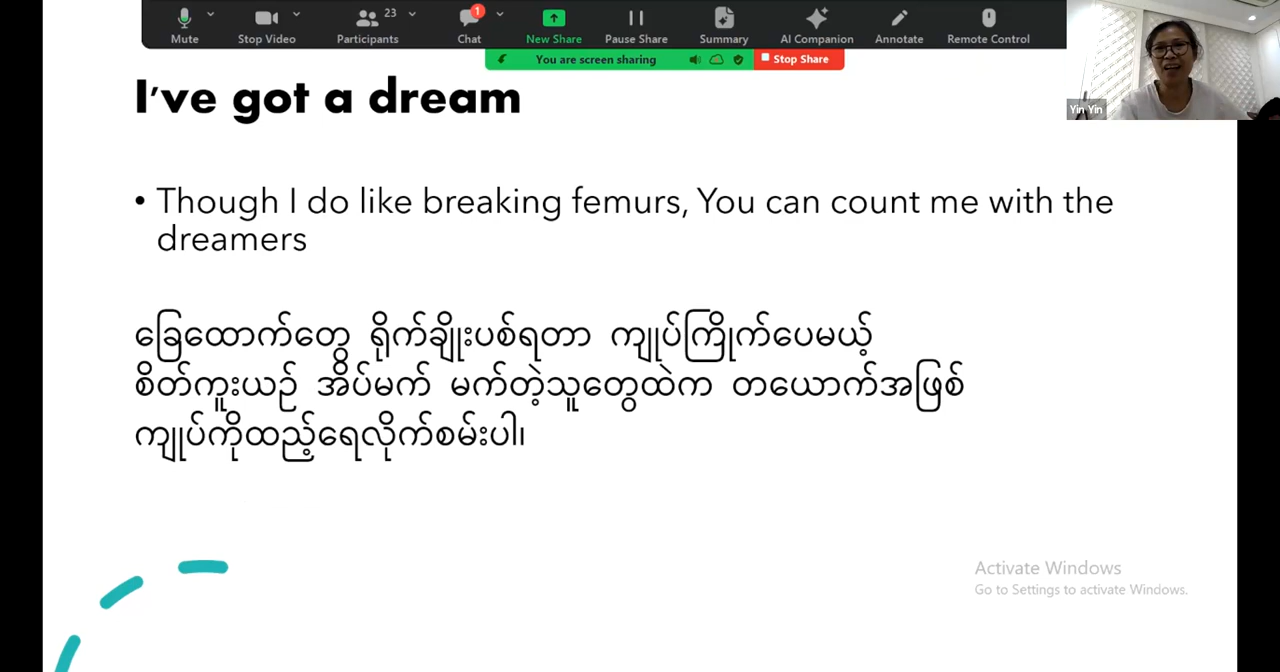 Mute
Stop Video
Participants
23
Chat
1
New Share
Pause Share
Summary
AI Companion
Annotate
Remote Control
You are screen sharing
Stop Share
Yin Yin
I've got a dream
• Though I do like breaking femurs, You can count me with the
dreamers
ခြေထောက်တွေ ရိုက်ချိုးပစ်ရတာ ကျုပ်ကြိုက်ပေမယ့်
စိတ်ကူးယဉ် အိပ်မက် မက်တဲ့သူတွေထဲက တယောက်အဖြစ်
ကျုပ်ကိုထည့်ရေလိုက်စမ်းပါ၊
Activate Windows
Go to Settings to activate Windows.